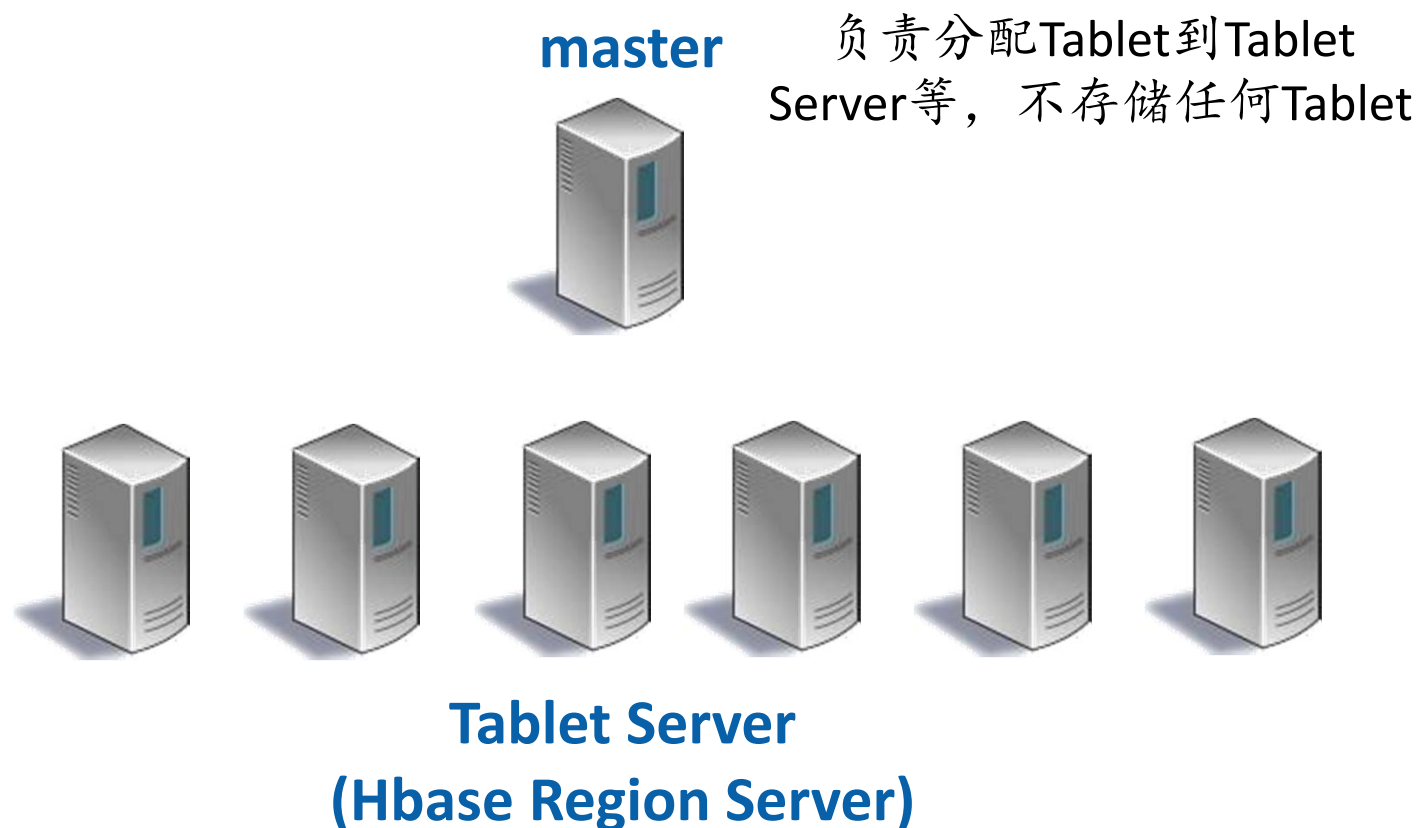 master
负责分配Tablet到Tablet
Server等，不存储任何Tablet
Tablet Server
(Hbase Region Server)